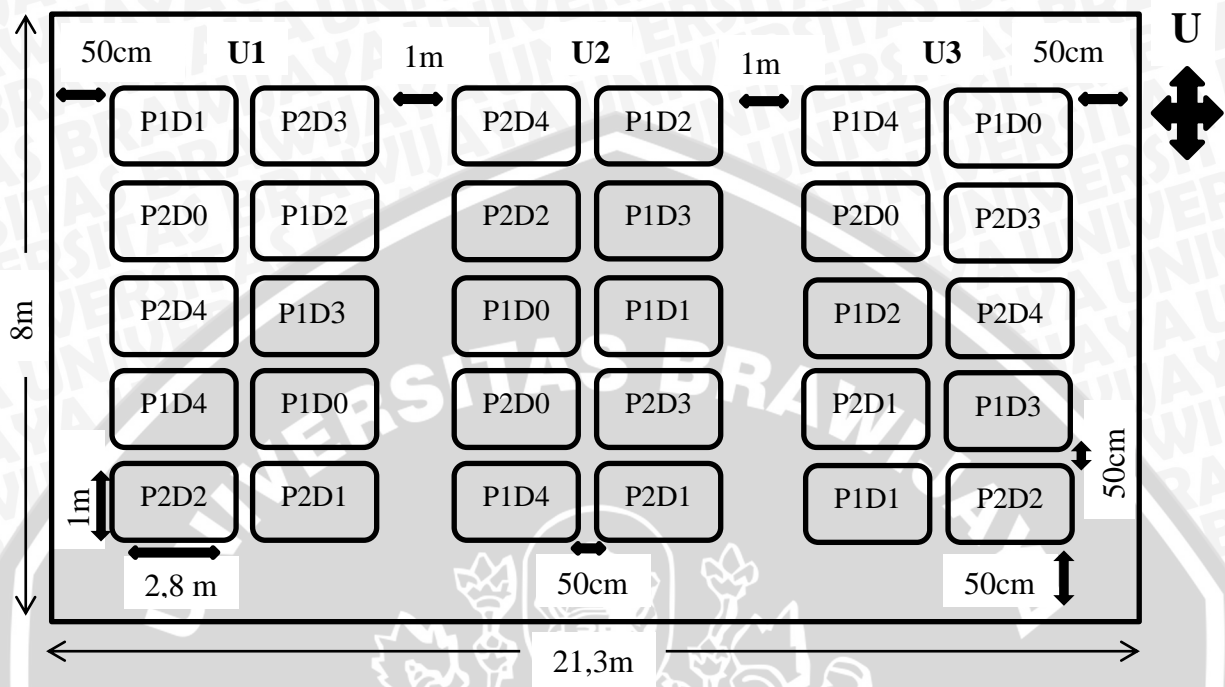 U
50cm U1 1m U2 1m U3 50cm
P1D1 P2D3 P2D4 P1D2 P1D4 P1D0
P2D0 P1D2 P2D2 P1D3 P2D0 P2D3
P2D4 P1D3 P1D0 P1D1 P1D2 P2D4
8m
P1D4 P1D0 P2D0 P2D3 P2D1 P1D3
50cm
1m P2D2 P2D1 P1D4 P2D1 P1D1 P2D2
2,8 m 50cm 50cm
21,3m
UNIVERSITAS BRAWIJAYA